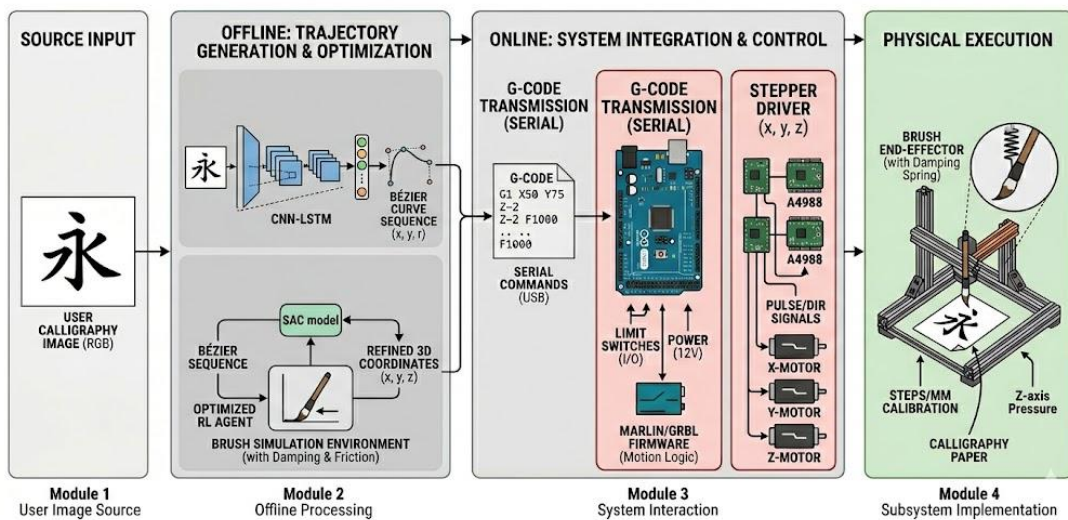 SOURCE INPUT
永
USER
CALLIGRAPHY
IMAGE (RGB)
Module 1
User Image Source
OFFLINE: TRAJECTORY
GENERATION & OPTIMIZATION
永
CNN-LSTM
BÉZIER
CURVE
SEQUENCE
(x, y, r)
SAC model
BÉZIER
SEQUENCE
REFINED 3D
COORDINATES
(x, y, z)
OPTIMIZED
RL AGENT
BRUSH SIMULATION ENVIRONMENT
(with Damping & Friction)
Module 2
Offline Processing
ONLINE: SYSTEM INTEGRATION & CONTROL
G-CODE
TRANSMISSION
(SERIAL)
G-CODE
G1 X50 Y75
Z-2
Z-2 F1000
.. ..
F1000
SERIAL
COMMANDS
(USB)
G-CODE
TRANSMISSION
(SERIAL)
LIMIT
SWITCHES
(I/O)
POWER
(12V)
MARLIN/GRBL
FIRMWARE
(Motion Logic)
STEPPER
DRIVER
(x, y, z)
A4988
A4988
PULSE/DIR
SIGNALS
X-MOTOR
Y-MOTOR
Z-MOTOR
Module 3
System Interaction
PHYSICAL EXECUTION
BRUSH
END-EFFECTOR
(with Damping
Spring)
永
STEPS/MM
CALIBRATION
Z-axis
Pressure
CALLIGRAPHY
PAPER
Module 4
Subsystem Implementation